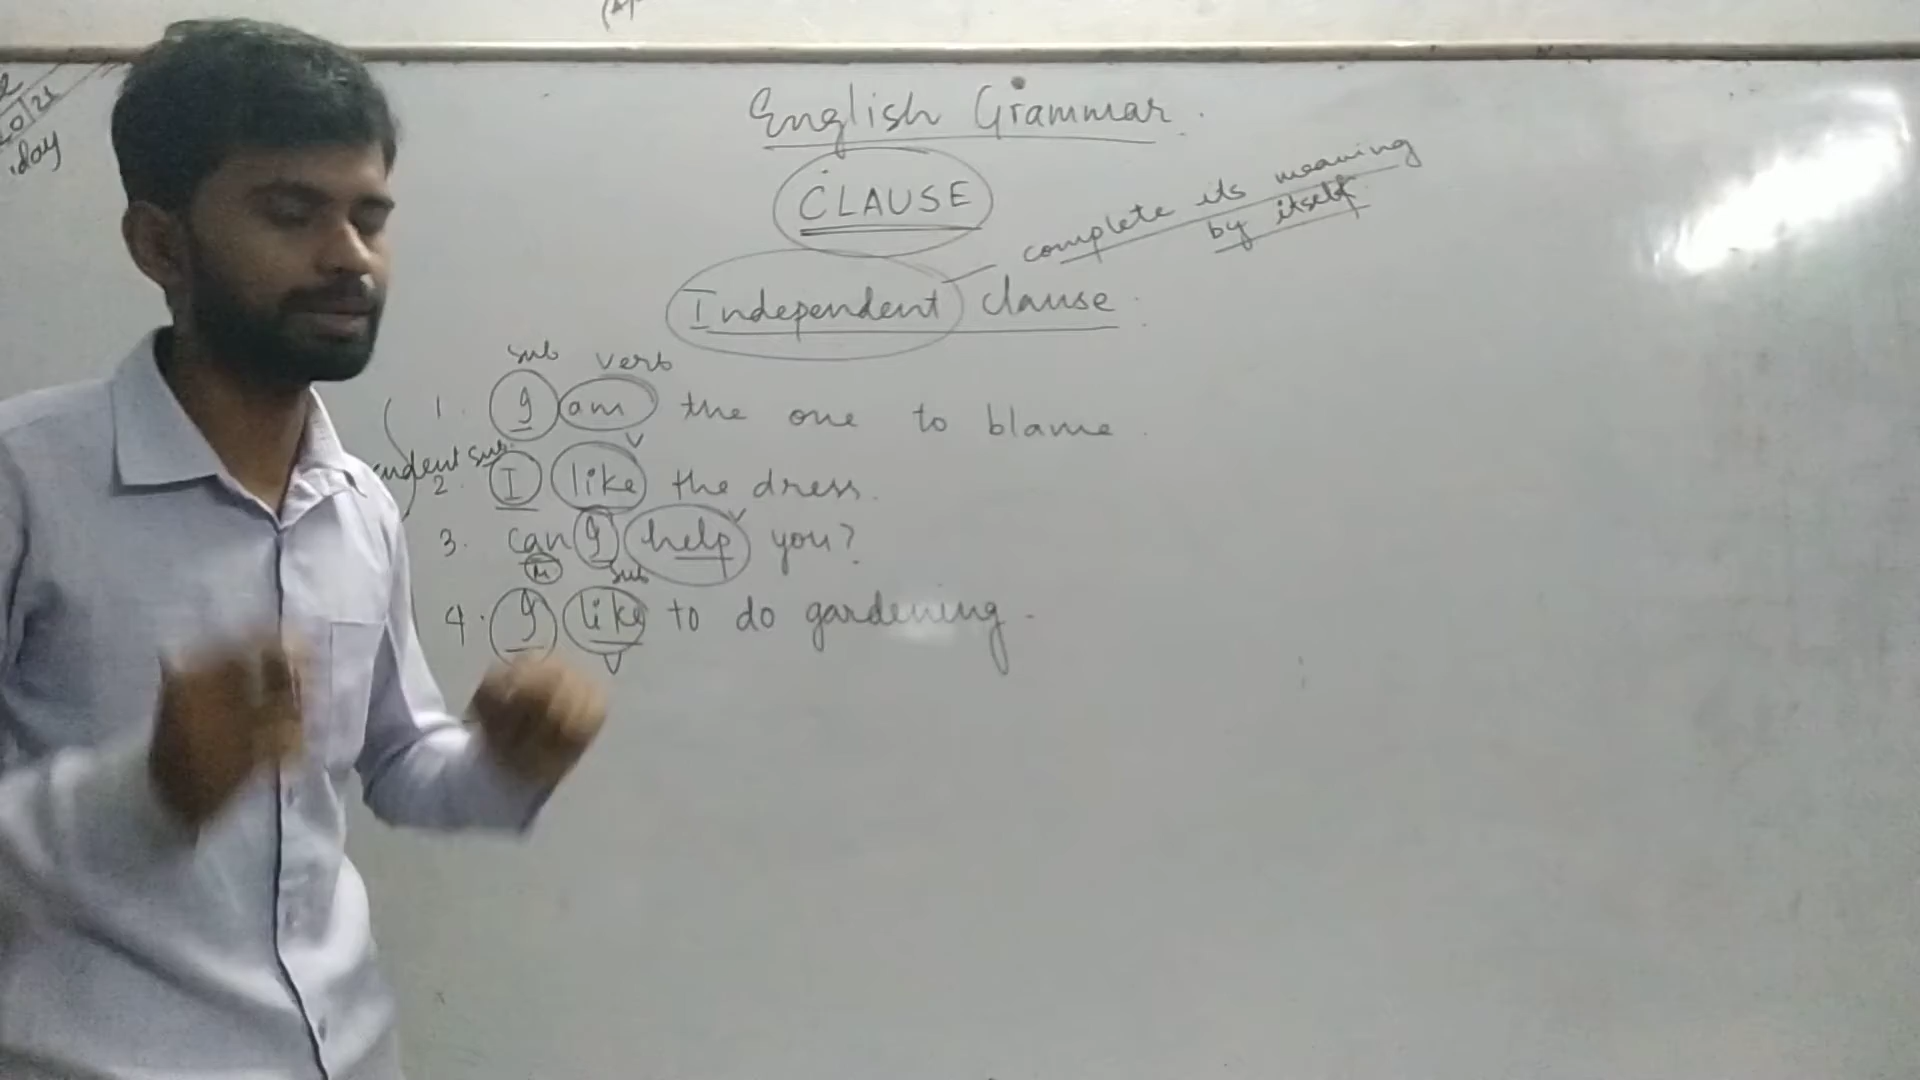 English Grammar.
CLAUSE
complete its meaning
by itself
Independent clause.
sub verb
1. I am the one to blame.
sub. v
2. I like the dress.
v
3. can I help you?
sub
4. I like to do gardening.
v
day